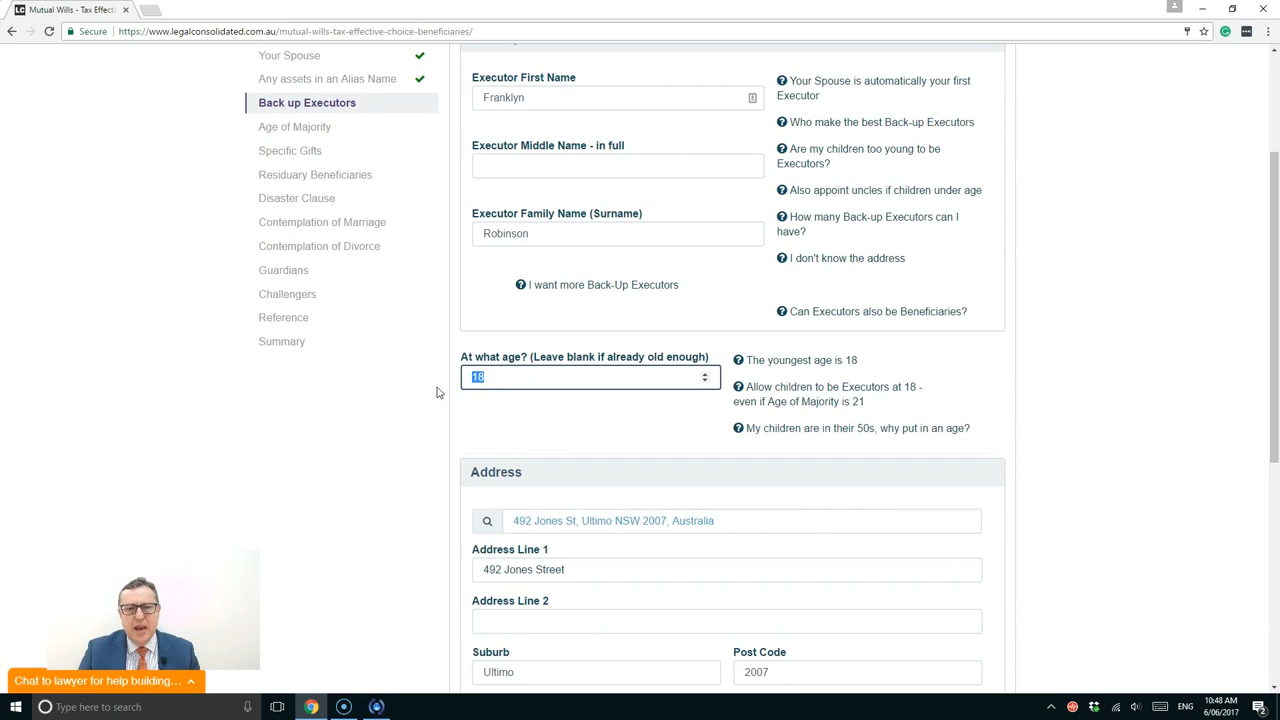 Mutual Wills - Tax Effect
Secure
https://www.legalconsolidated.com.au/mutual-wills-tax-effective-choice-beneficiaries/
Your Spouse
Any assets in an Alias Name
Back up Executors
Age of Majority
Specific Gifts
Residuary Beneficiaries
Disaster Clause
Contemplation of Marriage
Contemplation of Divorce
Guardians
Challengers
Reference
Summary
Executor First Name
Franklyn
Executor Middle Name - in full
Executor Family Name (Surname)
Robinson
I want more Back-Up Executors
Your Spouse is automatically your first
Executor
Who make the best Back-up Executors
Are my children too young to be
Executors?
Also appoint uncles if children under age
How many Back-up Executors can I
have?
I don't know the address
Can Executors also be Beneficiaries?
At what age? (Leave blank if already old enough)
18
The youngest age is 18
Allow children to be Executors at 18 -
even if Age of Majority is 21
My children are in their 50s, why put in an age?
Address
492 Jones St, Ultimo NSW 2007, Australia
Address Line 1
492 Jones Street
Address Line 2
Suburb
Ultimo
Post Code
2007
Chat to lawyer for help building...
Type here to search
ENG
10:48 AM
6/06/2017
2